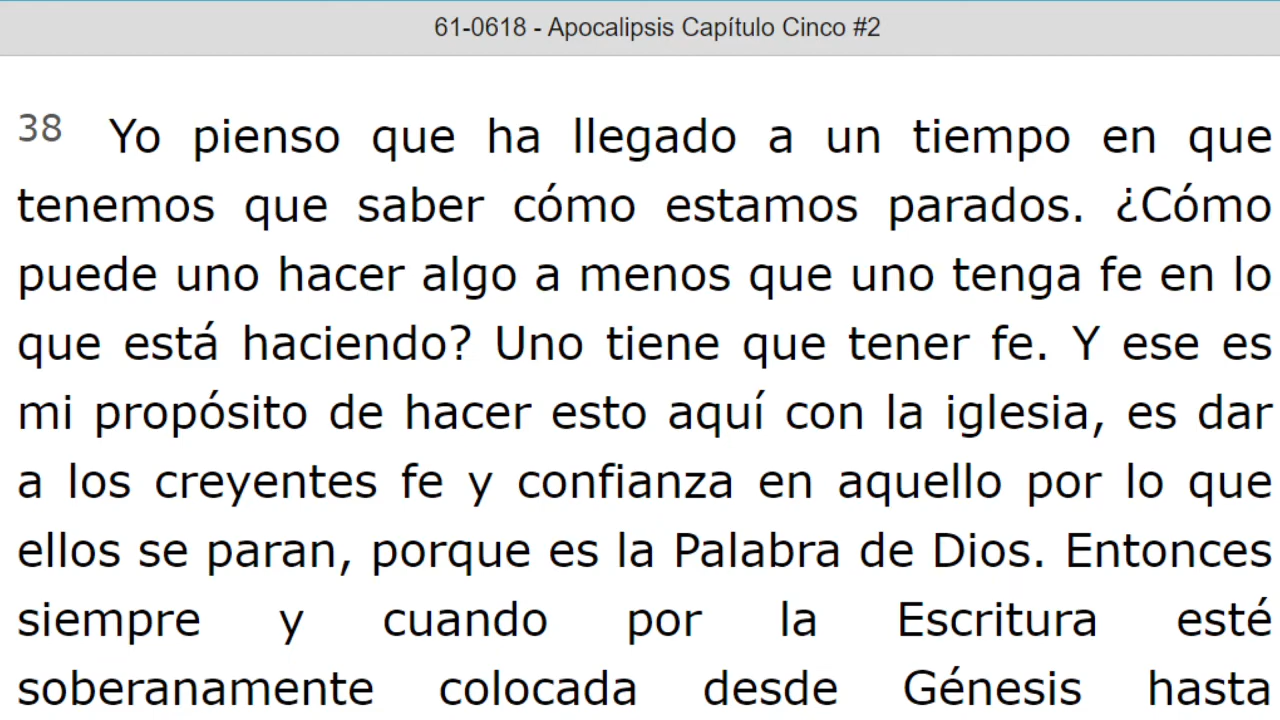 61-0618 - Apocalipsis Capítulo Cinco #2
38 Yo pienso que ha llegado a un tiempo en que
tenemos que saber cómo estamos parados. ¿Cómo
puede uno hacer algo a menos que uno tenga fe en lo
que está haciendo? Uno tiene que tener fe. Y ese es
mi propósito de hacer esto aquí con la iglesia, es dar
a los creyentes fe y confianza en aquello por lo que
ellos se paran, porque es la Palabra de Dios. Entonces
siempre y cuando por la Escritura esté
soberanamente colocada desde Génesis hasta